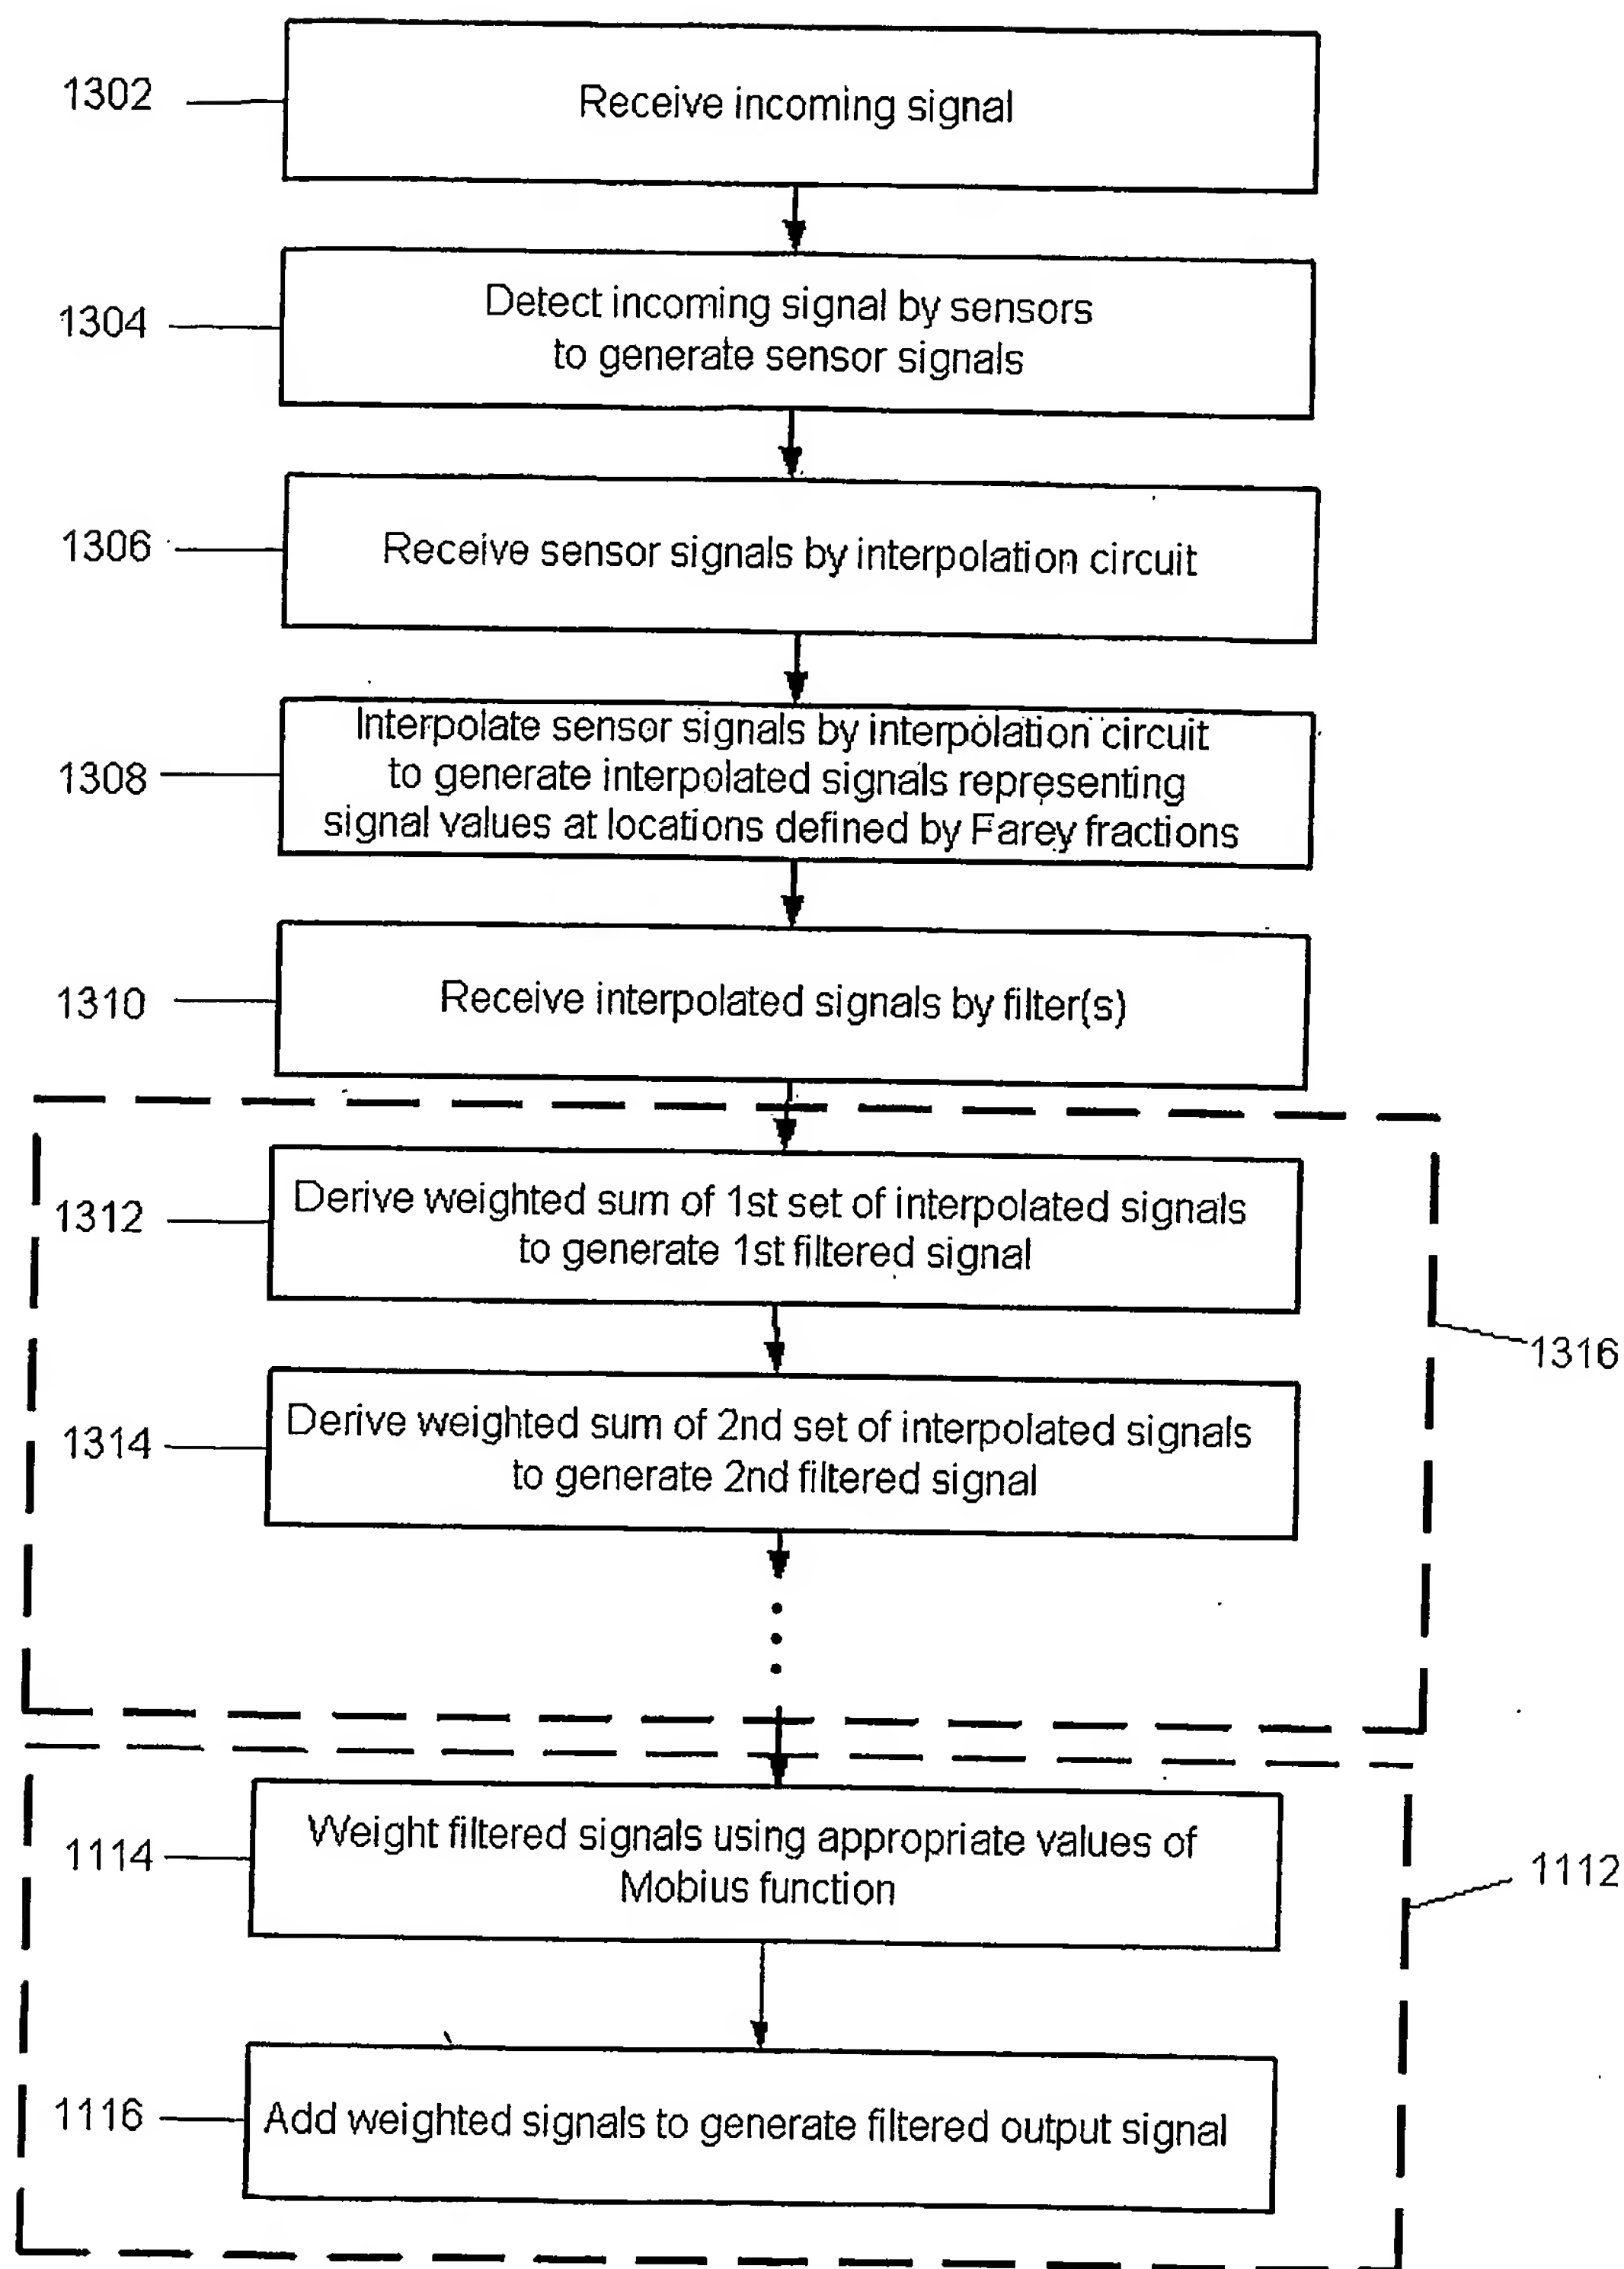 1302
Receive incoming signal
1304
Detect incoming signal by sensors
to generate sensor signals
1306
Receive sensor signals by interpolation circuit
1308
Interpolate sensor signals by interpolation circuit
to generate interpolated signals representing
signal values at locations defined by Farey fractions
1310
Receive interpolated signals by filter(s)
1312
Derive weighted sum of 1st set of interpolated signals
to generate 1st filtered signal
1316
1314
Derive weighted sum of 2nd set of interpolated signals
to generate 2nd filtered signal
1114
Weight filtered signals using appropriate values of
Mobius function
1112
1116
Add weighted signals to generate filtered output signal